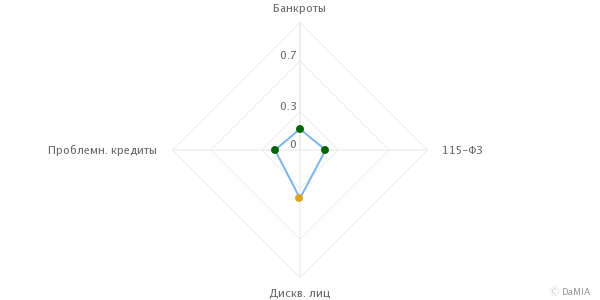 Банкроты
0.7
0.3
0
Проблемн. кредиты
115-ФЗ
Дискв. лиц
© DaMIA